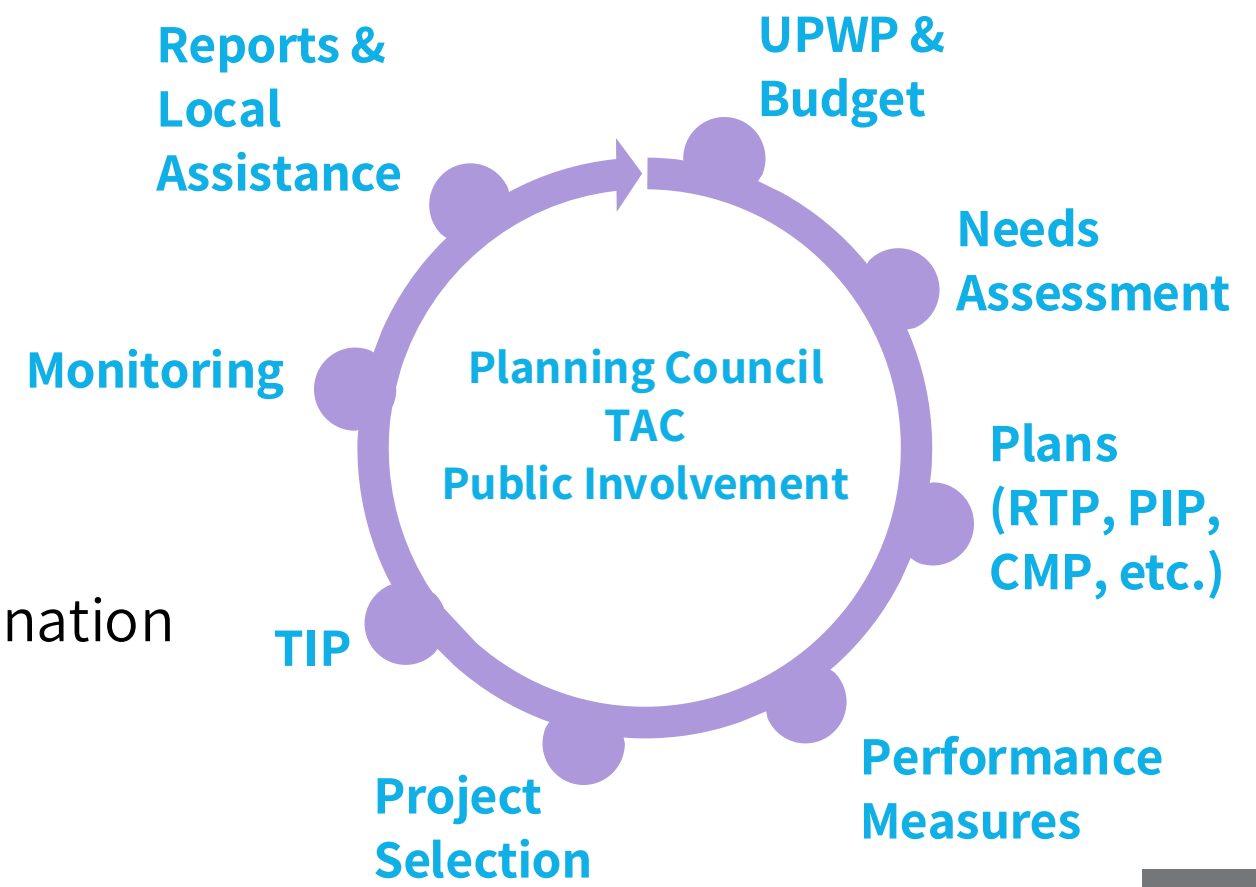 Reports &
Local
Assistance
UPWP &
Budget
Needs
Assessment
Plans
(RTP, PIP,
CMP, etc.)
Performance
Measures
Project
Selection
TIP
Monitoring
Planning Council
TAC
Public Involvement
nation